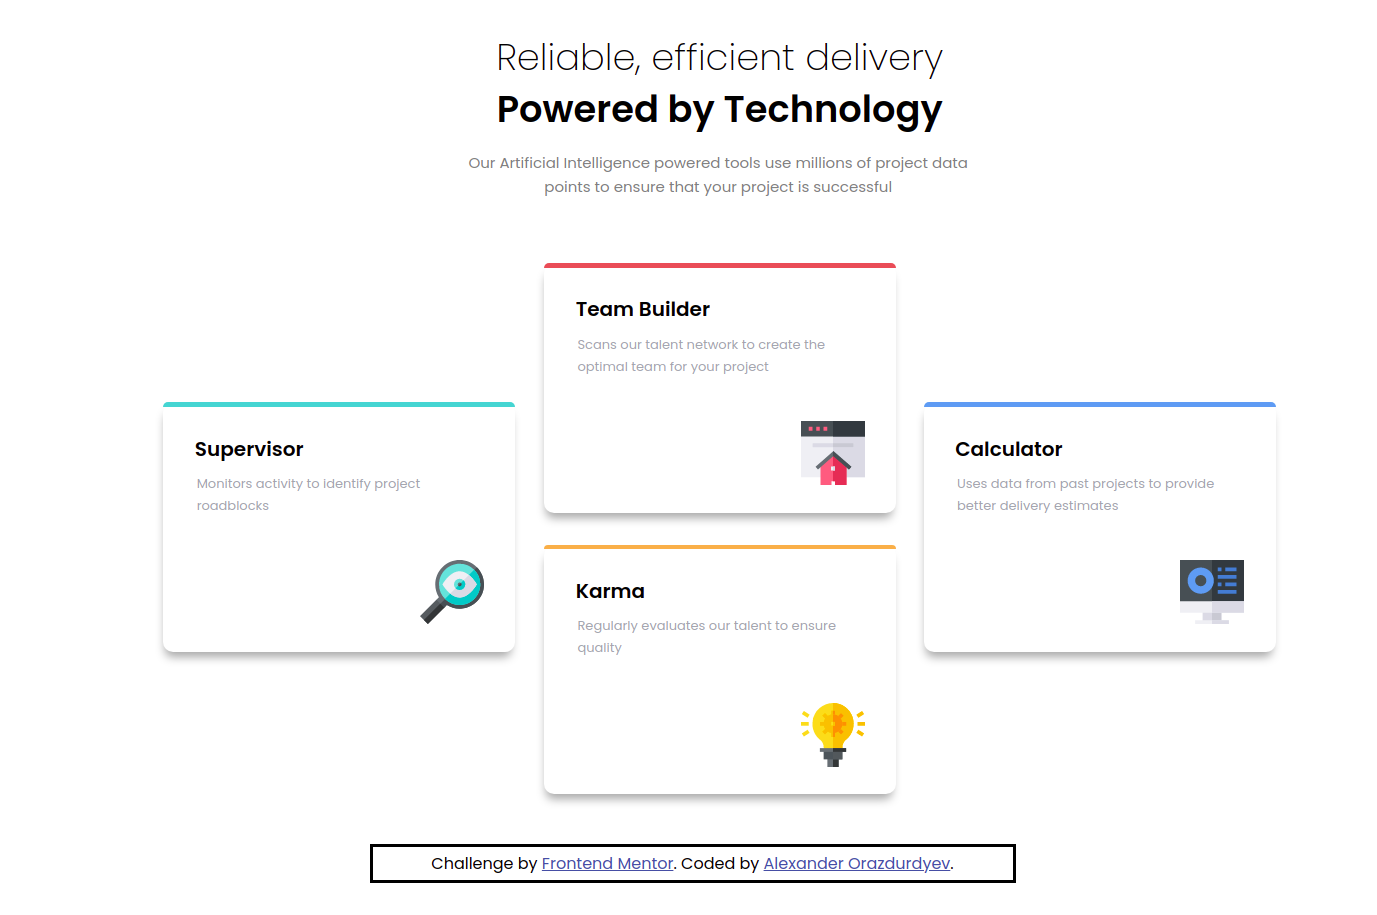 Reliable, efficient delivery
Powered by Technology
Our Artificial Intelligence powered tools use millions of project data
points to ensure that your project is successful
Team Builder
Scans our talent network to create the
optimal team for your project
Supervisor
Monitors activity to identify project
roadblocks
Calculator
Uses data from past projects to provide
better delivery estimates
Karma
Regularly evaluates our talent to ensure
quality
Challenge by Frontend Mentor. Coded by Alexander Orazdurdyev.